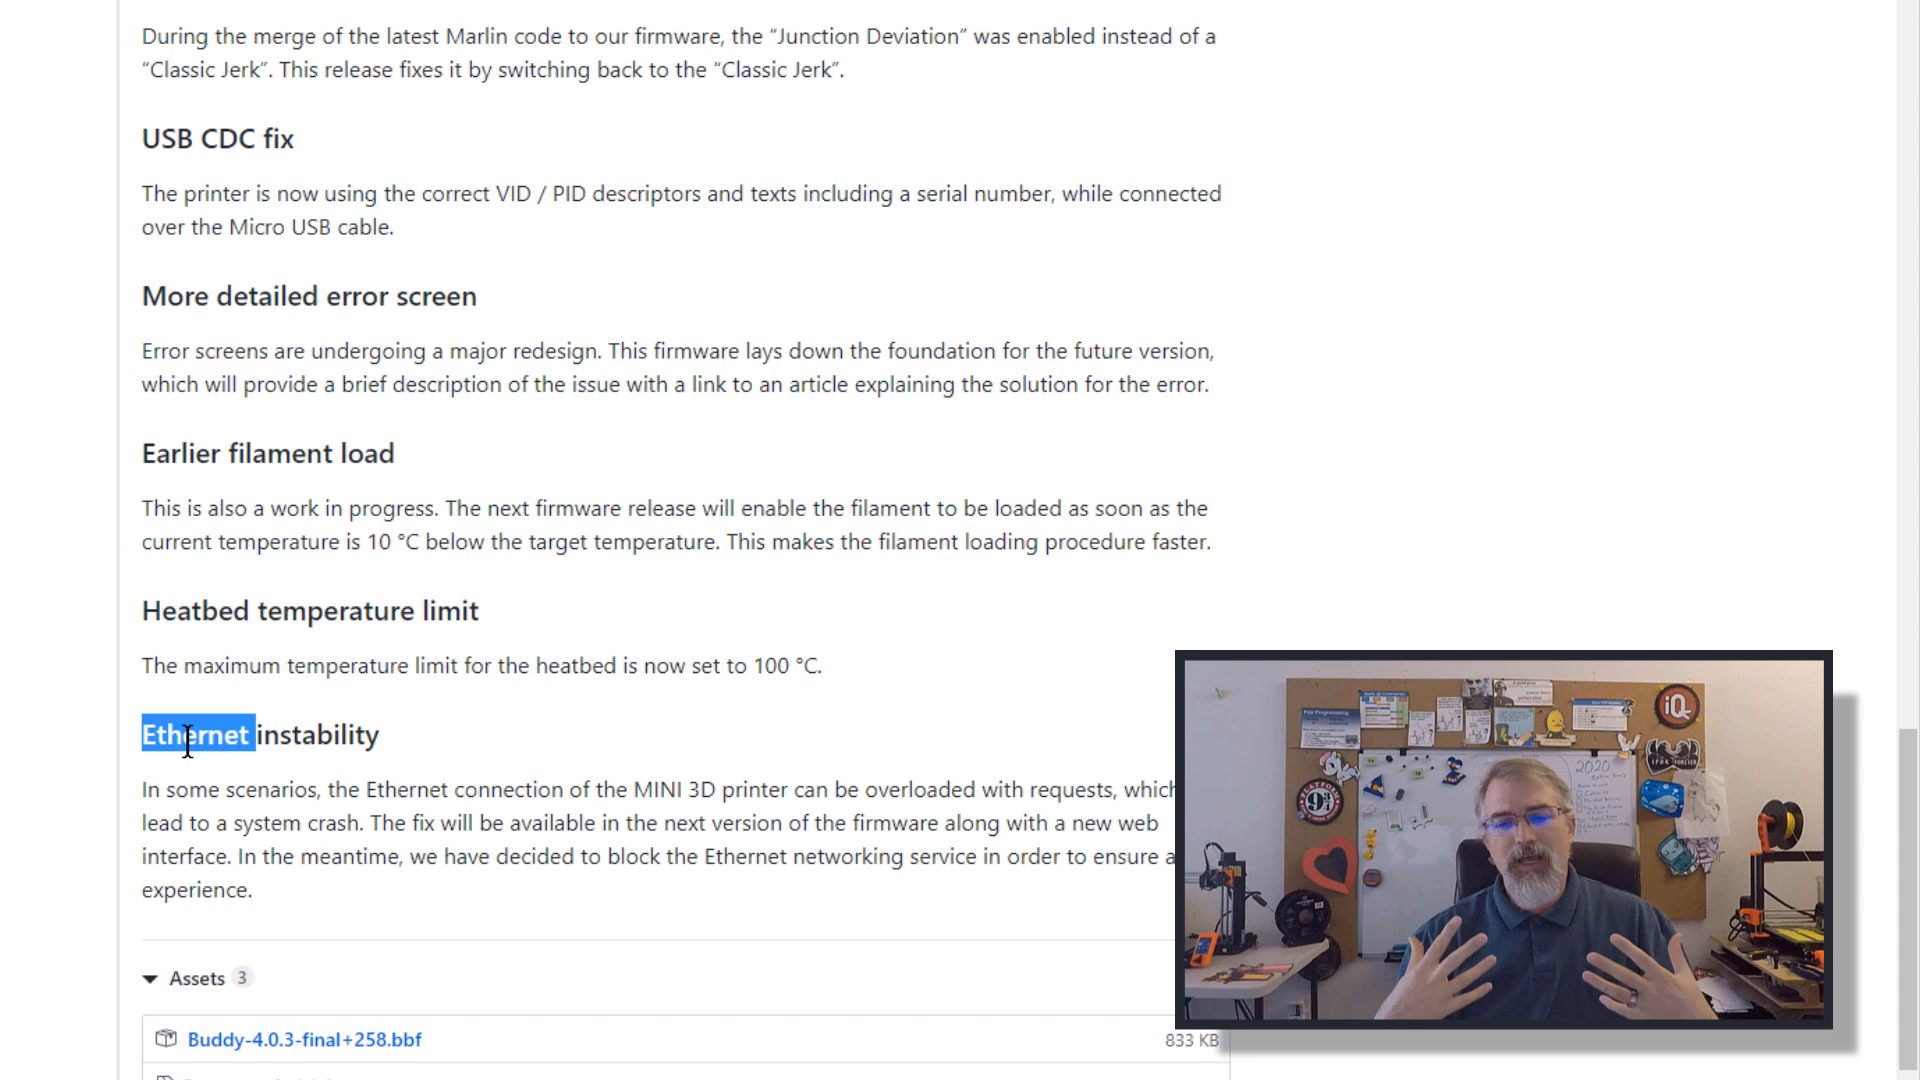 During the merge of the latest Marlin code to our firmware, the “Junction Deviation” was enabled instead of a
“Classic Jerk”. This release fixes it by switching back to the “Classic Jerk”.
USB CDC fix
The printer is now using the correct VID / PID descriptors and texts including a serial number, while connected
over the Micro USB cable.
More detailed error screen
Error screens are undergoing a major redesign. This firmware lays down the foundation for the future version,
which will provide a brief description of the issue with a link to an article explaining the solution for the error.
Earlier filament load
This is also a work in progress. The next firmware release will enable the filament to be loaded as soon as the
current temperature is 10 °C below the target temperature. This makes the filament loading procedure faster.
Heatbed temperature limit
The maximum temperature limit for the heatbed is now set to 100 °C.
Ethernet instability
In some scenarios, the Ethernet connection of the MINI 3D printer can be overloaded with requests, which
lead to a system crash. The fix will be available in the next version of the firmware along with a new web
interface. In the meantime, we have decided to block the Ethernet networking service in order to ensure a
experience.
Assets 3
Buddy-4.0.3-final+258.bbf
833 KB
iQ
2020
PLATFORM
9¾
Pair Programming